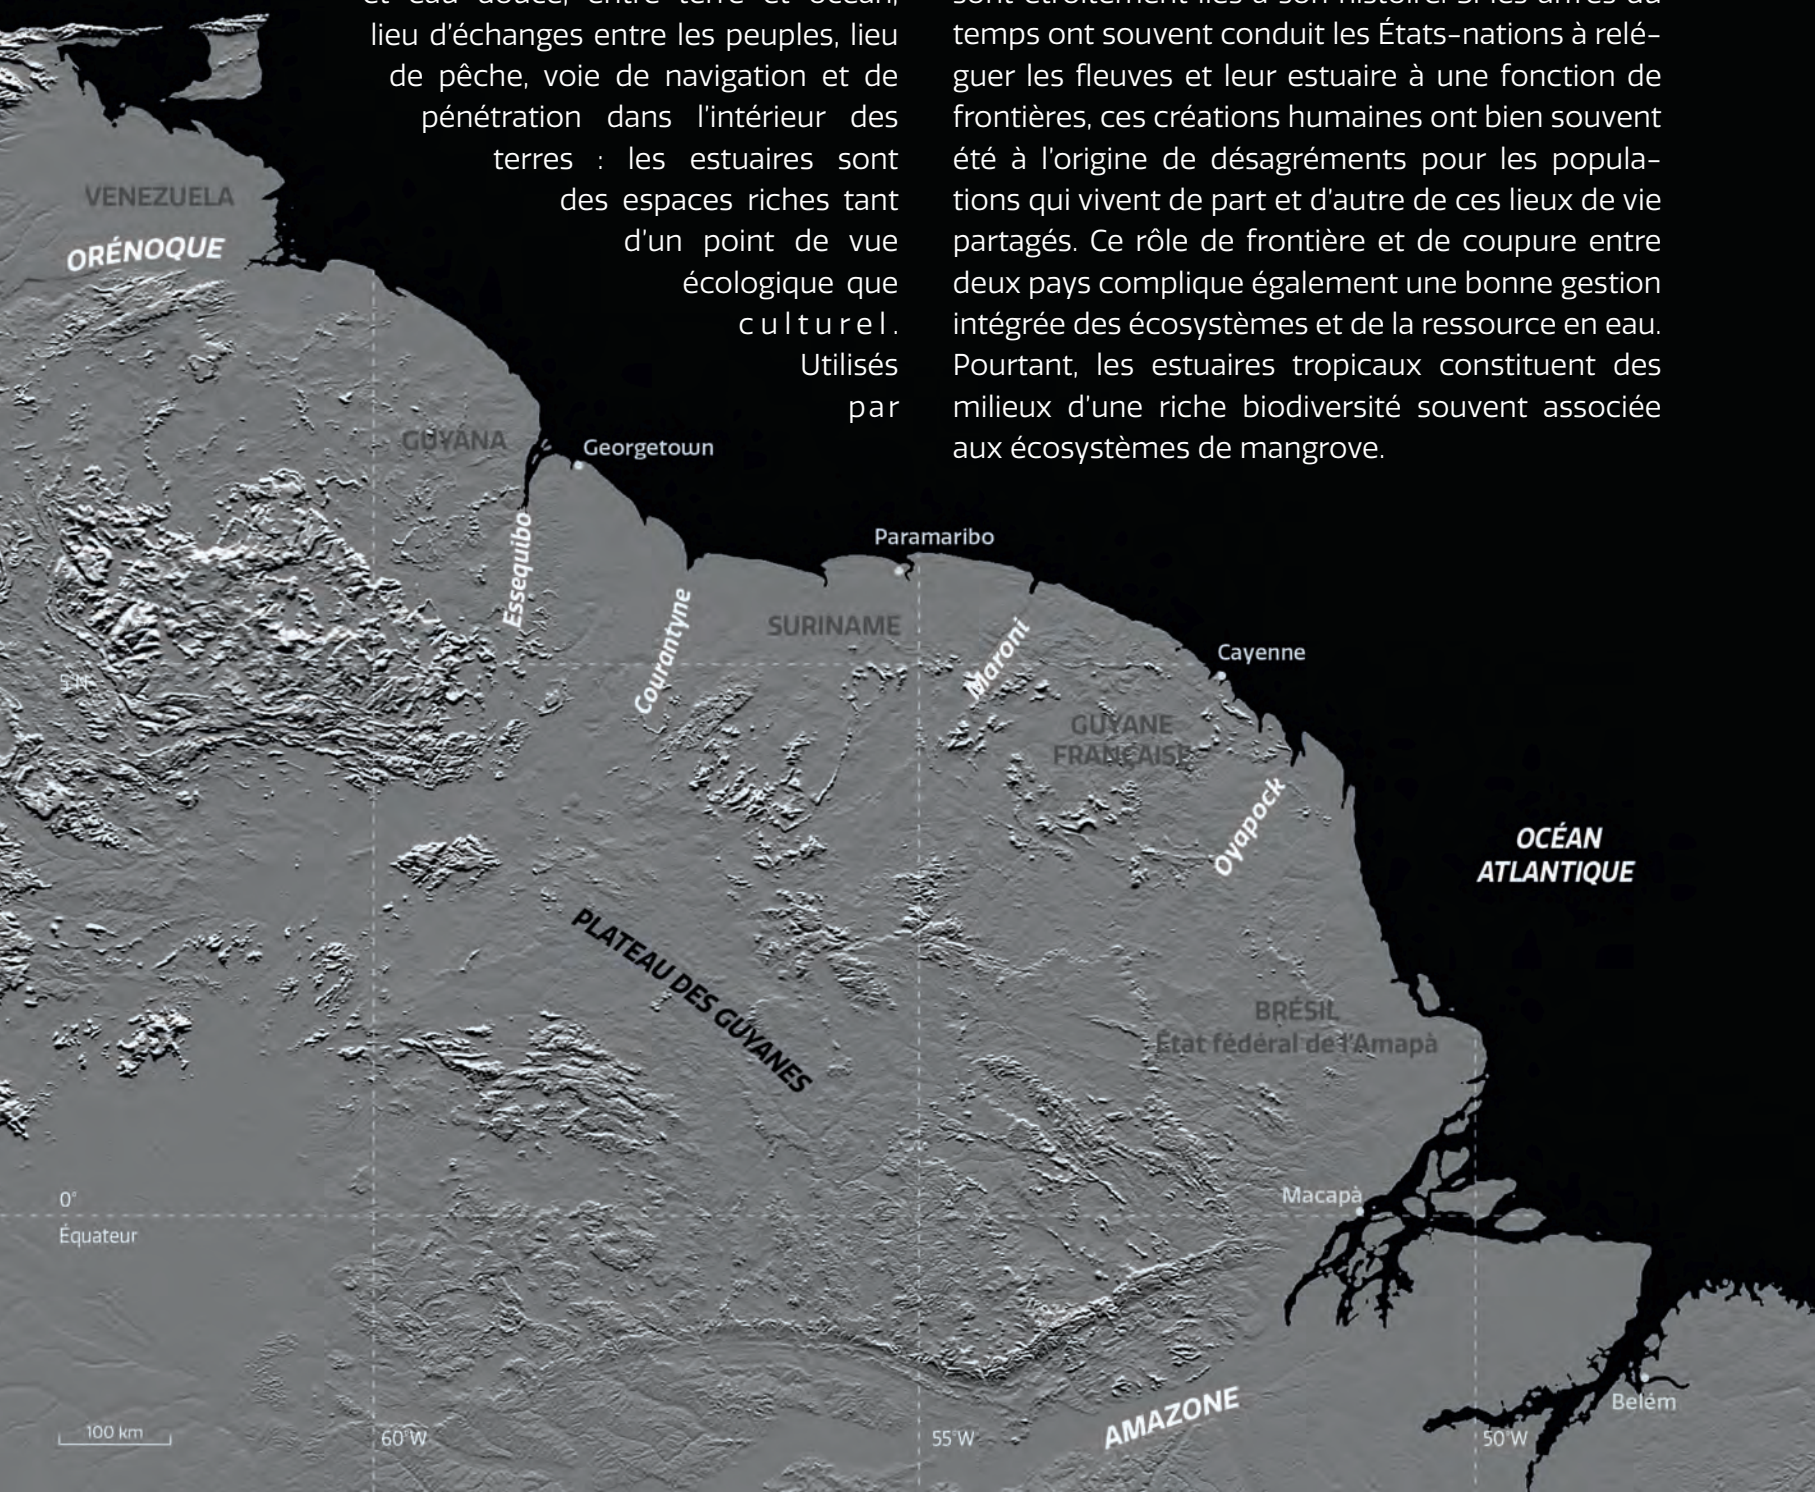 lieu d'échanges entre les peuples, lieu
de pêche, voie de navigation et de
pénétration dans l'intérieur des
terres : les estuaires sont
des espaces riches tant
d'un point de vue
écologique que
culturel.
Utilisés
par
temps ont souvent conduit les États-nations à relé-
guer les fleuves et leur estuaire à une fonction de
frontières, ces créations humaines ont bien souvent
été à l'origine de désagréments pour les popula-
tions qui vivent de part et d'autre de ces lieux de vie
partagés. Ce rôle de frontière et de coupure entre
deux pays complique également une bonne gestion
intégrée des écosystèmes et de la ressource en eau.
Pourtant, les estuaires tropicaux constituent des
milieux d'une riche biodiversité souvent associée
aux écosystèmes de mangrove.
VENEZUELA
ORÉNOQUE
GUYANA
Georgetown
Essequibo
Paramaribo
Courantyne
SURINAME
Maroni
Cayenne
5°N
GUYANE
FRANÇAISE
Oyapock
OCÉAN
ATLANTIQUE
PLATEAU DES GUYANES
BRÉSIL
État fédéral de l'Amapà
Macapà
0°
Équateur
AMAZONE
Belém
100 km
60°W
55°W
50°W